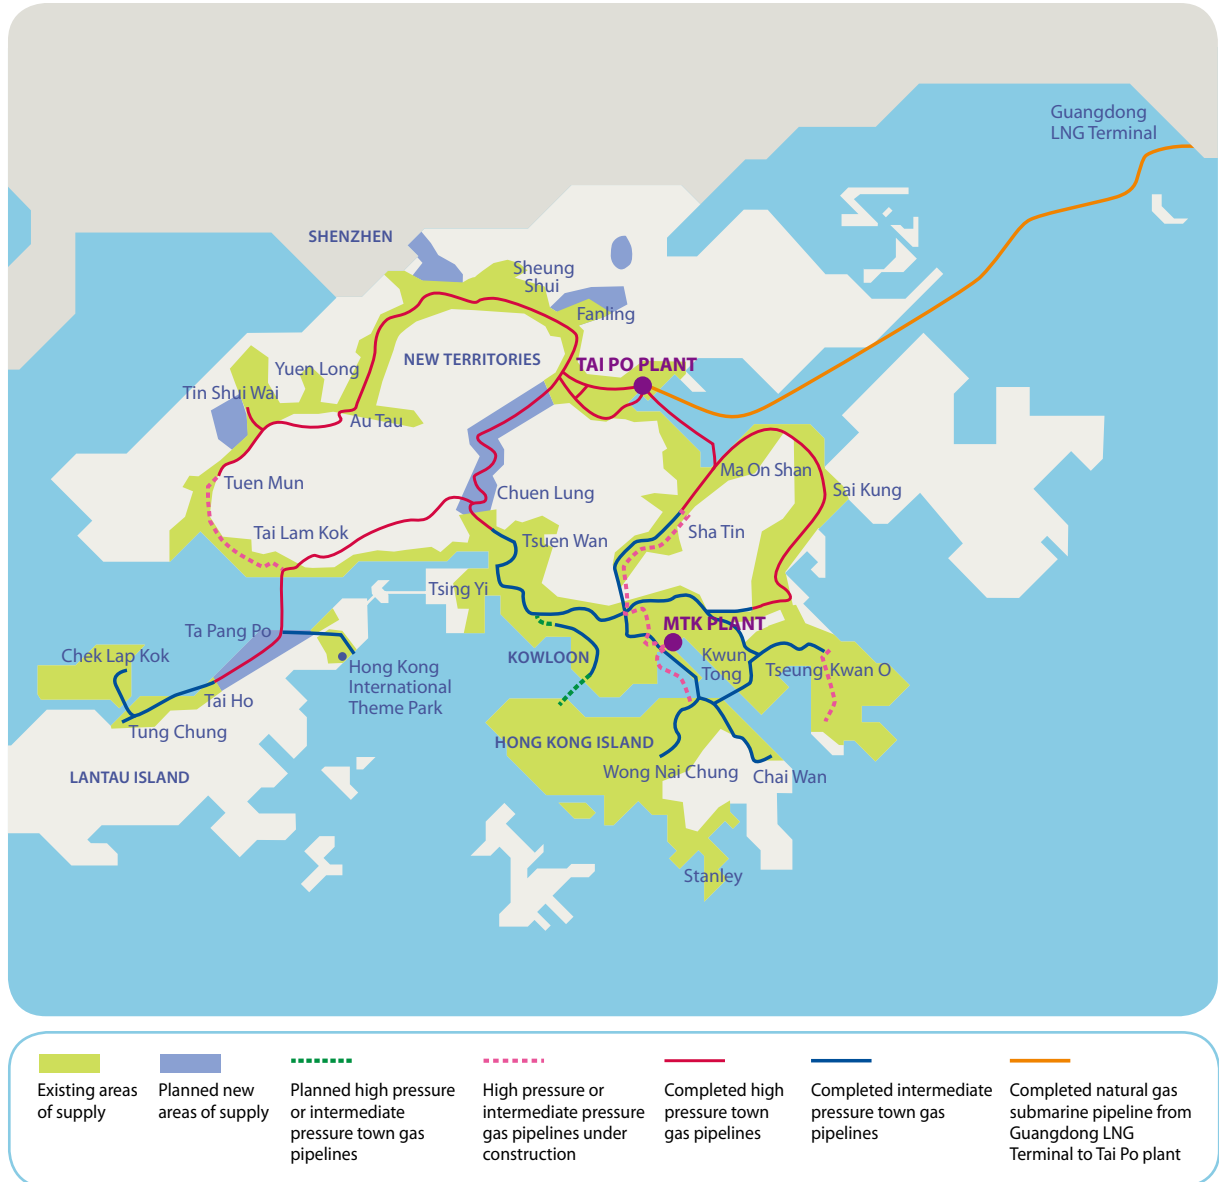 Guangdong
LNG Terminal
SHENZHEN
Sheung
Shui
Fanling
NEW TERRITORIES
TAI PO PLANT
Yuen Long
Tin Shui Wai
Au Tau
Ma On Shan
Tuen Mun
Chuen Lung
Sai Kung
Tai Lam Kok
Tsuen Wan
Sha Tin
Tsing Yi
Ta Pang Po
MTK PLANT
Chek Lap Kok
Hong Kong
International
Theme Park
KOWLOON
Kwun
Tong
Tseung Kwan O
Tai Ho
Tung Chung
HONG KONG ISLAND
LANTAU ISLAND
Wong Nai Chung
Chai Wan
Stanley
Existing areas
of supply
Planned new
areas of supply
Planned high pressure
or intermediate
pressure town gas
pipelines
High pressure or
intermediate pressure
gas pipelines under
construction
Completed high
pressure town
gas pipelines
Completed intermediate
pressure town gas
pipelines
Completed natural gas
submarine pipeline from
Guangdong LNG
Terminal to Tai Po plant